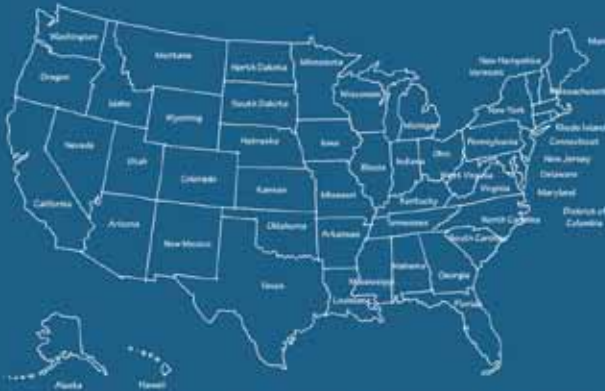 Washington
Montana
North Dakota
Minnesota
Oregon
Idaho
South Dakota
Wisconsin
New Hampshire
Vermont
Massachusett
Wyoming
Michigan
New York
Nebraska
Iowa
Rhode Island
Connecticut
Pennsylvania
Nevada
Utah
Illinois
Indiana
Ohio
New Jersey
Colorado
Kansas
Missouri
West Virginia
Delaware
California
Kentucky
Virginia
Maryland
Arizona
Oklahoma
Arkansas
Tennessee
North Carolina
District of
Columbia
New Mexico
South Carolina
Texas
Mississippi
Alabama
Georgia
Louisiana
Florida
Alaska
Hawaii